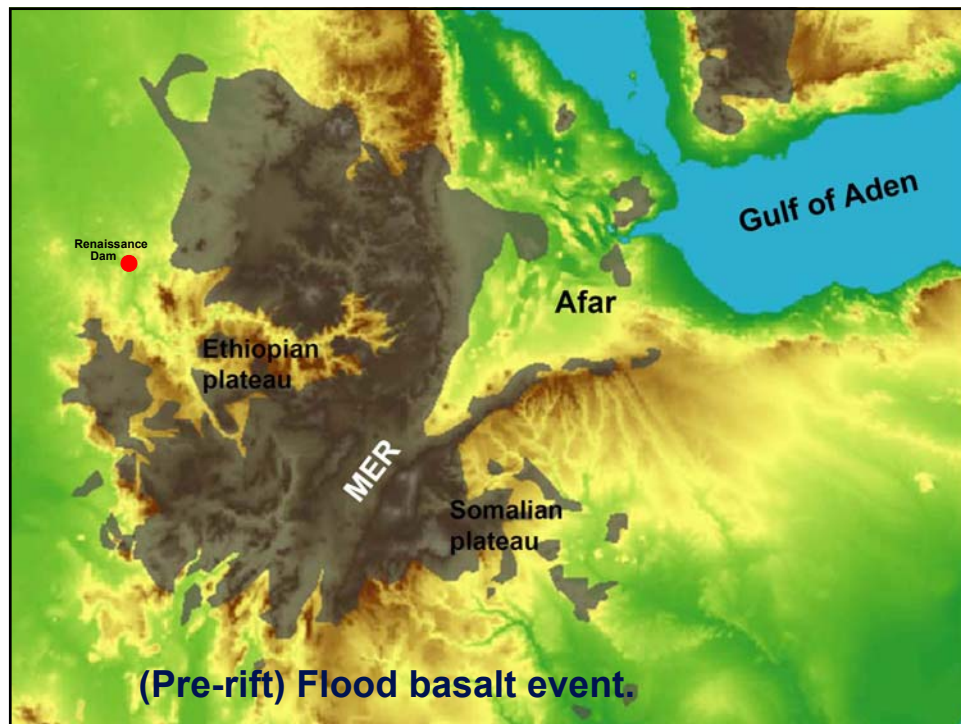 Gulf of Aden
Renaissance
Dam
Afar
Ethiopian
plateau
MER
Somalian
plateau
(Pre-rift) Flood basalt event.